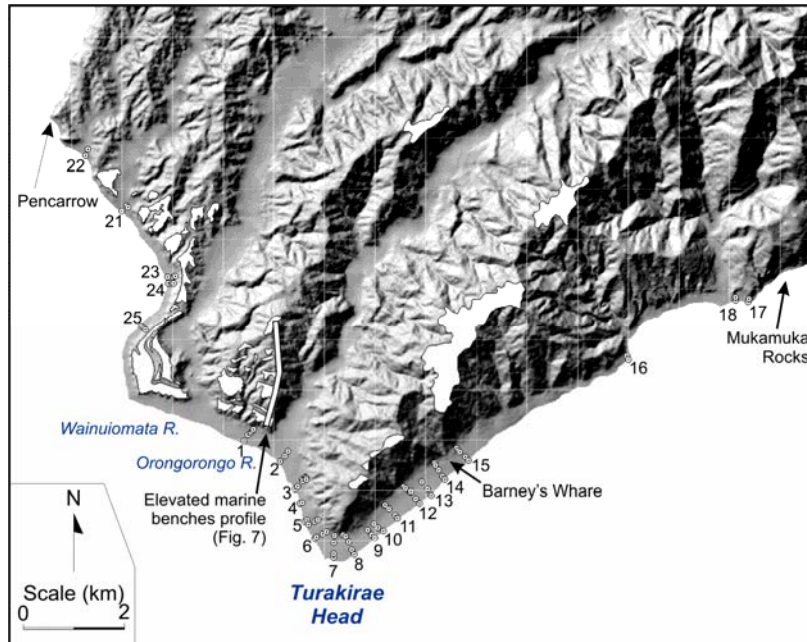 22
Pencarrow
21
23
24
25
18
17
Mukamuka
Rocks
16
Wainuiomata R.
1
Orongorongo R.
2
15
14
Barney's Whare
3
13
Elevated marine
benches profile
(Fig. 7)
4
12
11
5
10
6
9
7
8
N
Scale (km)
0
2
Turakirae
Head